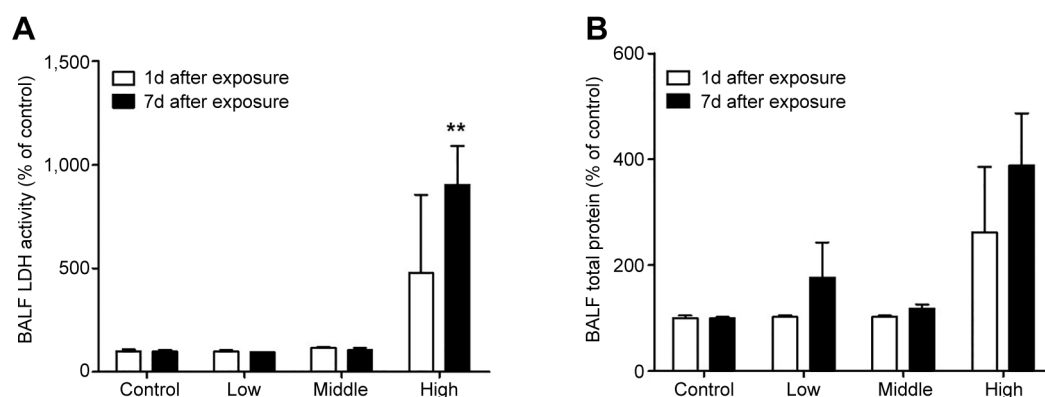 A
BALF LDH activity (% of control)
1,500
1,000
500
0
1d after exposure
7d after exposure
**
Control
Low
Middle
High
B
BALF total protein (% of control)
600
400
200
0
1d after exposure
7d after exposure
Control
Low
Middle
High